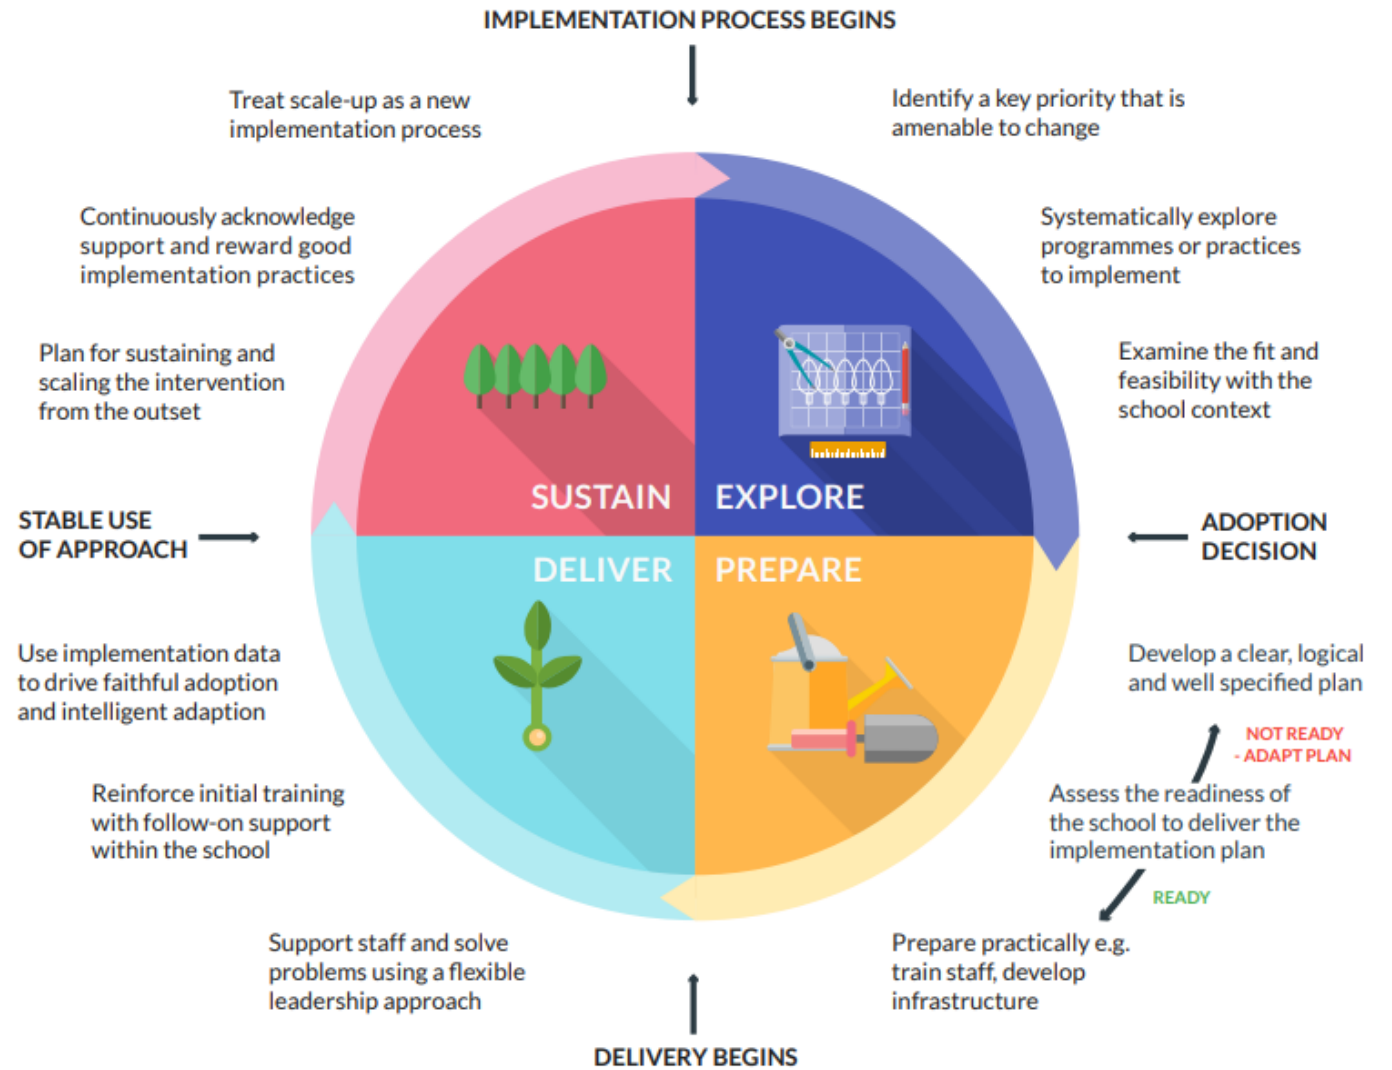 IMPLEMENTATION PROCESS BEGINS
Identify a key priority that is
amenable to change
Systematically explore
programmes or practices
to implement
Examine the fit and
feasibility with the
school context
EXPLORE
ADOPTION
DECISION
PREPARE
Develop a clear, logical
and well specified plan
NOT READY
- ADAPT PLAN
Assess the readiness of
the school to deliver the
implementation plan
READY
Prepare practically e.g.
train staff, develop
infrastructure
DELIVERY BEGINS
DELIVER
Support staff and solve
problems using a flexible
leadership approach
Reinforce initial training
with follow-on support
within the school
Use implementation data
to drive faithful adoption
and intelligent adaption
STABLE USE
OF APPROACH
SUSTAIN
Plan for sustaining and
scaling the intervention
from the outset
Continuously acknowledge
support and reward good
implementation practices
Treat scale-up as a new
implementation process